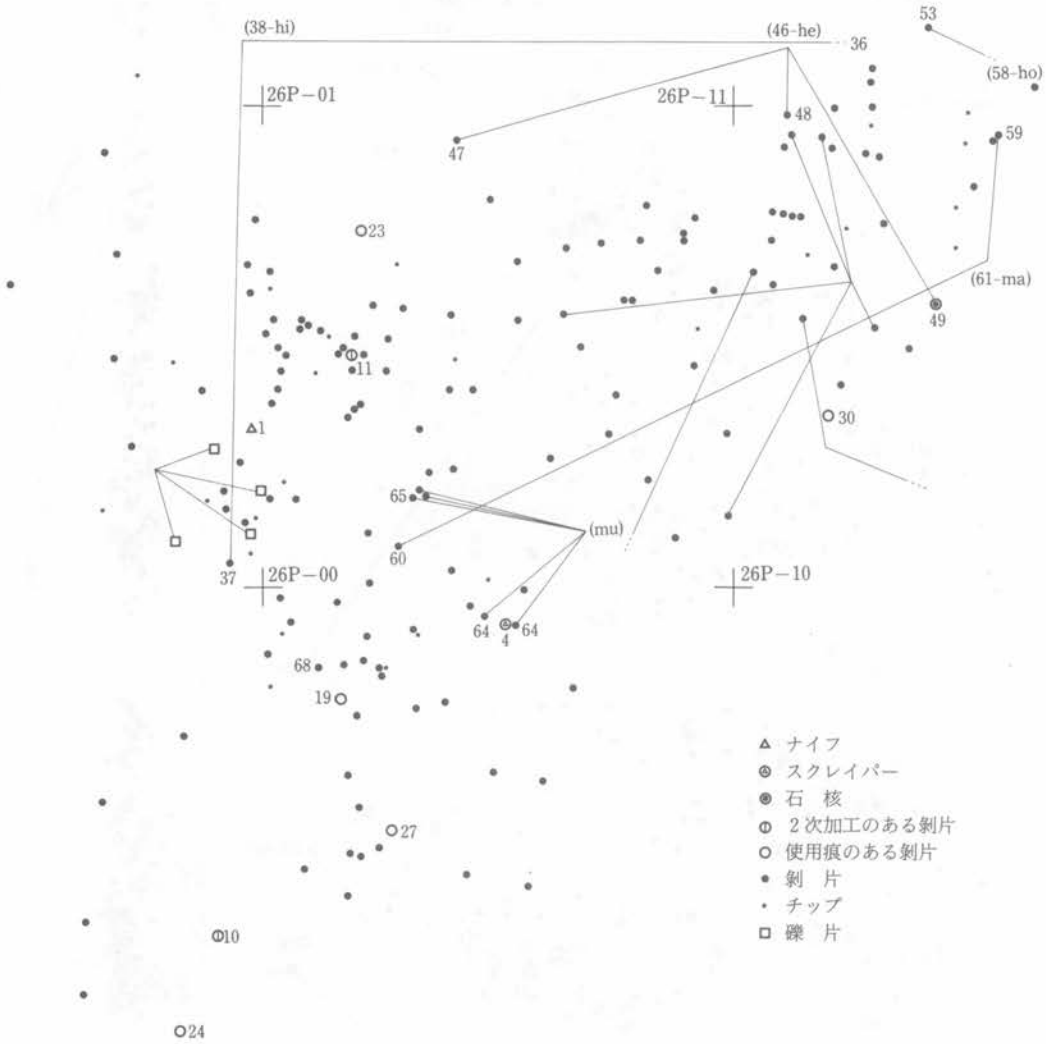 53
(38-hi)
(46-he)
36
(58-ho)
26P-01
26P-11
48
59
47
23
(61-ma)
49
11
30
1
65
(mu)
60
37
26P-00
26P-10
64
4
64
68
19
△ ナイフ
スクレイパー
◉ 石 核
27
⦶ 2次加工のある剝片
○ 使用痕のある剝片
● 剝 片
・ チップ
10
□ 礫 片
24